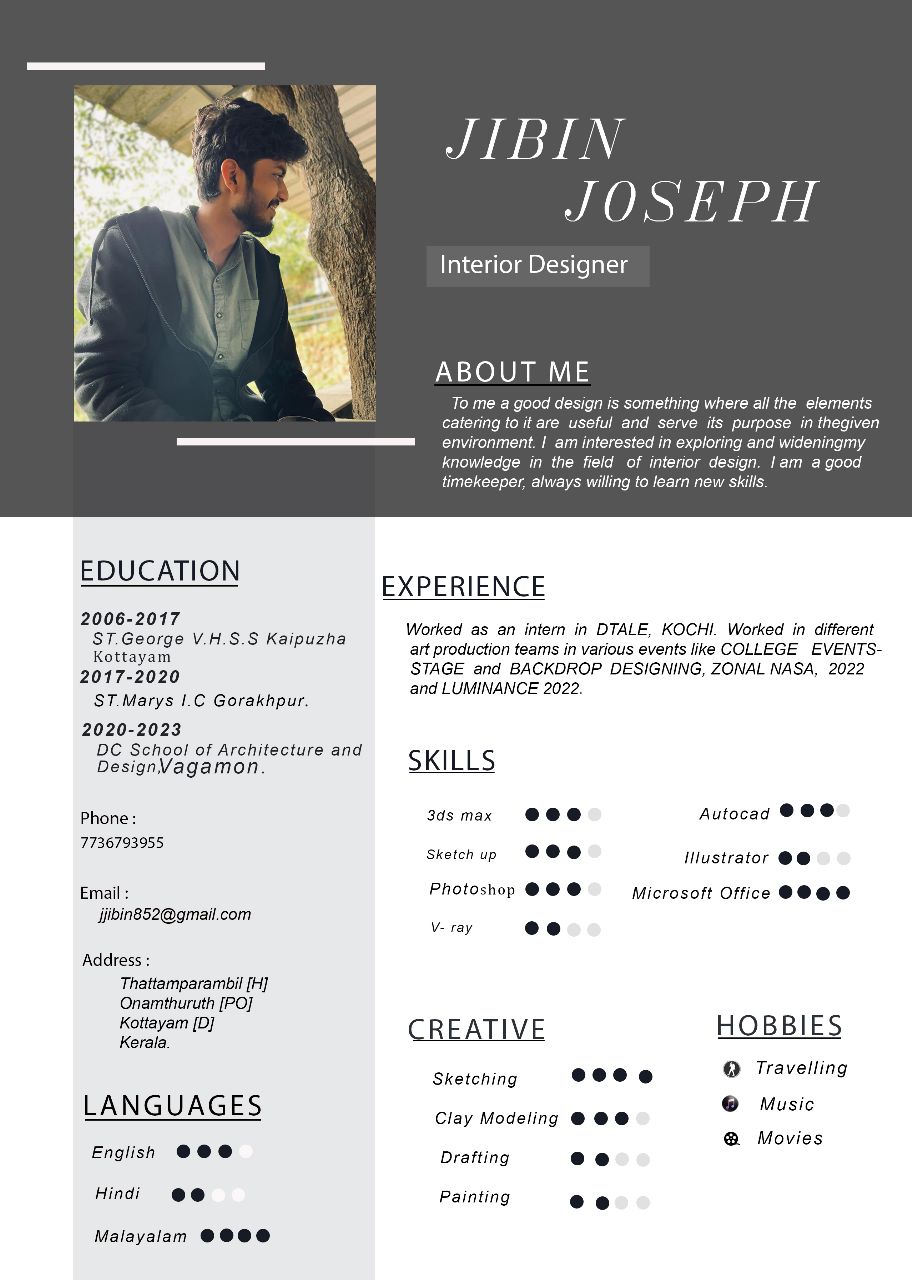 JIBIN
JOSEPH
Interior Designer
ABOUT ME
To me a good design is something where all the elements
catering to it are useful and serve its purpose in thegiven
environment. I am interested in exploring and wideningmy
knowledge in the field of interior design. I am a good
timekeeper, always willing to learn new skills.
EDUCATION
2006-2017
ST.George V.H.S.S Kaipuzha
Kottayam
2017-2020
ST.Marys I.C Gorakhpur.
2020-2023
DC School of Architecture and
Design,Vagamon.
Phone :
7736793955
Email :
jjibin852@gmail.com
Address :
Thattamparambil [H]
Onamthuruth [PO]
Kottayam [D]
Kerala.
LANGUAGES
English
Hindi
Malayalam
EXPERIENCE
Worked as an intern in DTALE, KOCHI. Worked in different
art production teams in various events like COLLEGE EVENTS-
STAGE and BACKDROP DESIGNING, ZONAL NASA, 2022
and LUMINANCE 2022.
SKILLS
3ds max
Sketch up
Photoshop
V- ray
Autocad
Illustrator
Microsoft Office
CREATIVE
Sketching
Clay Modeling
Drafting
Painting
HOBBIES
Travelling
Music
Movies